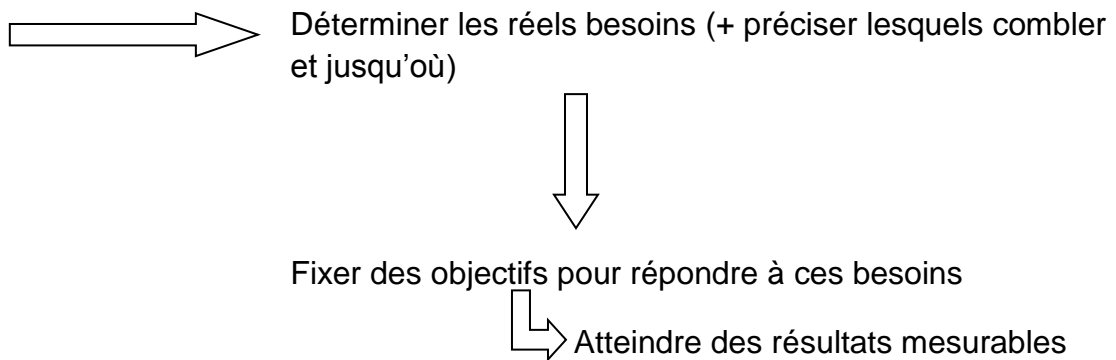 Déterminer les réels besoins (+ préciser lesquels combler
et jusqu’où)
Fixer des objectifs pour répondre à ces besoins
Atteindre des résultats mesurables